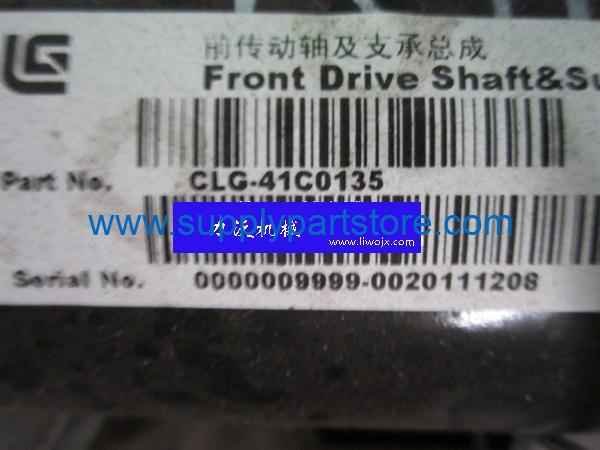 前传动轴及支承总成
Front Drive Shaft&Su
Part No. CLG-41C0135
www.supplypartstore.com
www.liwojx.com
Serial No. 0000009999-0020111208